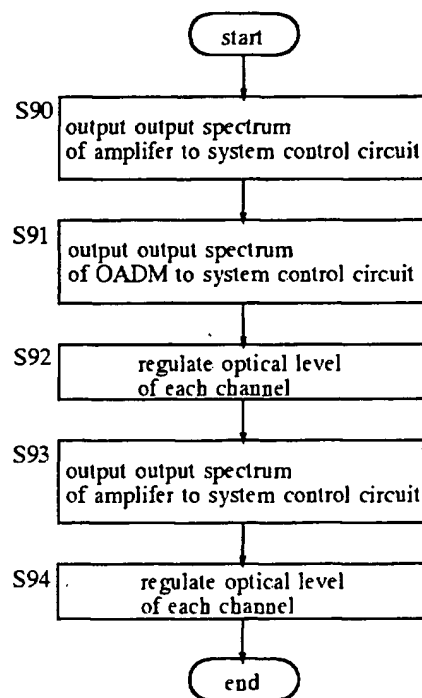 start
S90
output output spectrum
of amplifer to system control circuit
S91
output output spectrum
of OADM to system control circuit
S92
regulate optical level
of each channel
S93
output output spectrum
of amplifer to system control circuit
S94
regulate optical level
of each channel
end